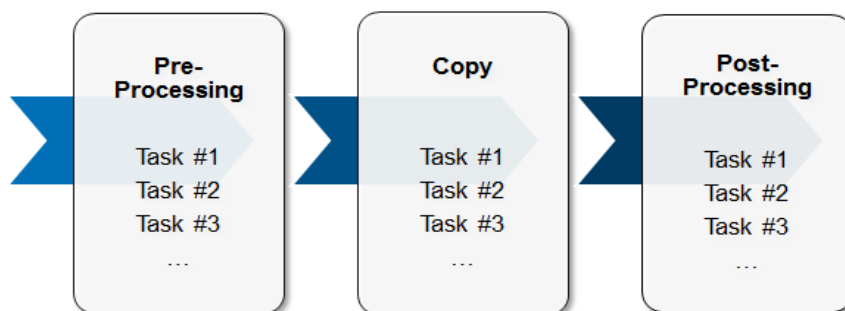 Pre-
Processing
Task #1
Task #2
Task #3
...
Copy
Task #1
Task #2
Task #3
...
Post-
Processing
Task #1
Task #2
Task #3
...